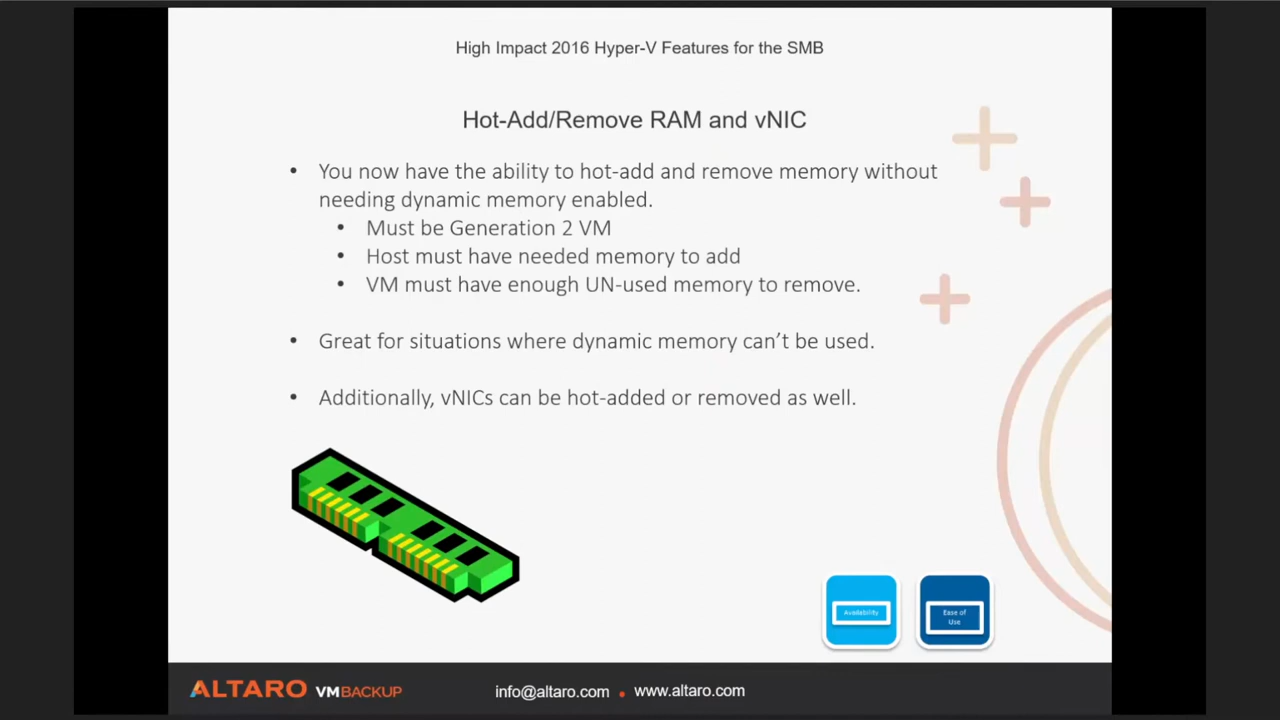 High Impact 2016 Hyper-V Features for the SMB
Hot-Add/Remove RAM and vNIC
• You now have the ability to hot-add and remove memory without
needing dynamic memory enabled.
• Must be Generation 2 VM
• Host must have needed memory to add
• VM must have enough UN-used memory to remove.
• Great for situations where dynamic memory can't be used.
• Additionally, vNICs can be hot-added or removed as well.
Availability
Ease of
Use
ALTARO VMBACKUP
info@altaro.com • www.altaro.com